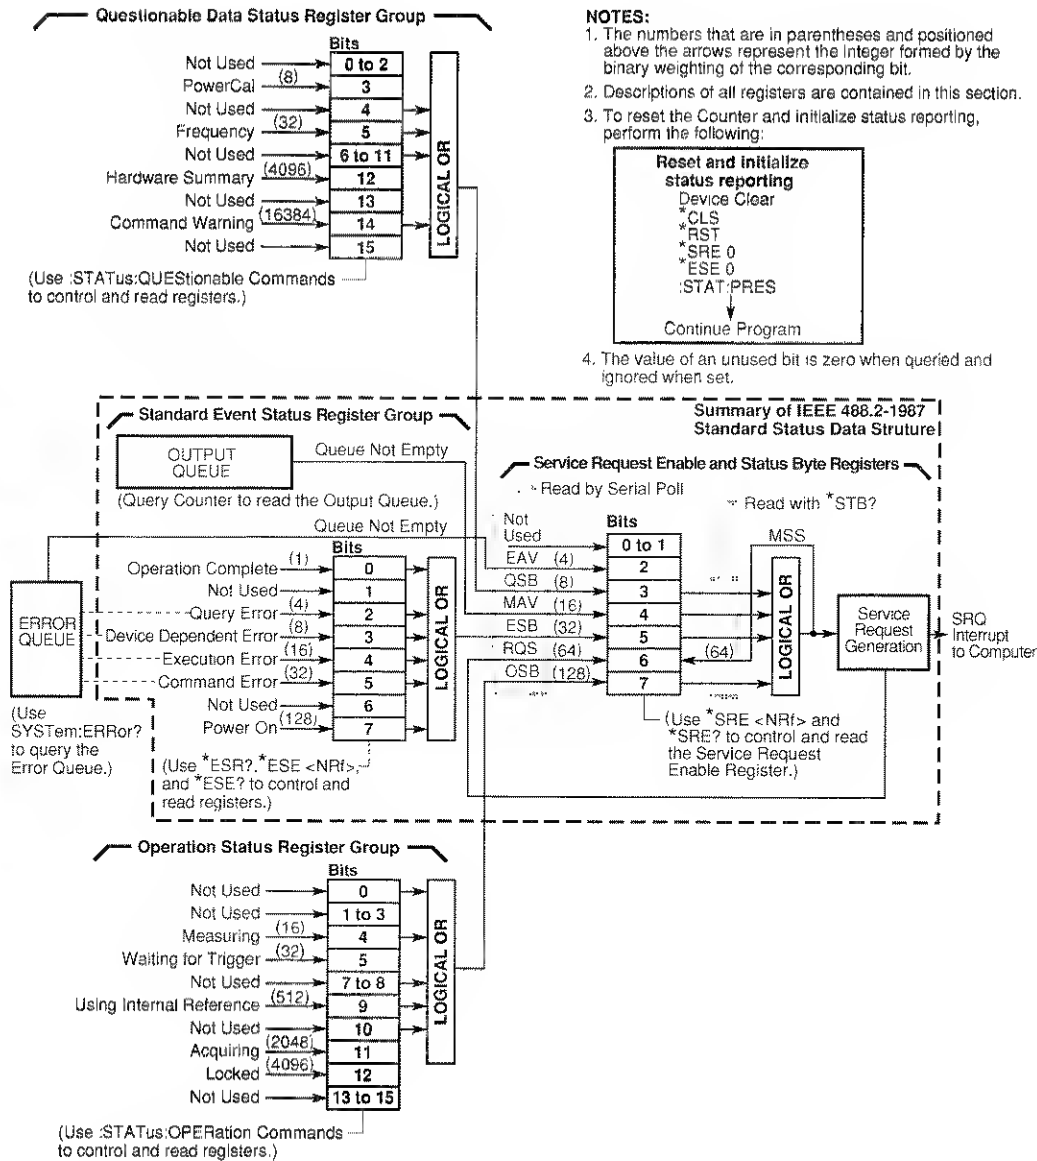 Questionable Data Status Register Group
Bits
Not Used 0 to 2
PowerCal (8) 3
Not Used 4
Frequency (32) 5
Not Used 6 to 11
Hardware Summary (4096) 12
Not Used 13
Command Warning (16384) 14
Not Used 15
LOGICAL OR
(Use :STATus:QUEStionable Commands
to control and read registers.)
NOTES:
1. The numbers that are in parentheses and positioned
above the arrows represent the Integer formed by the
binary weighting of the corresponding bit.
2. Descriptions of all registers are contained in this section.
3. To reset the Counter and initialize status reporting,
perform the following:
Reset and initialize
status reporting
Device Clear
*CLS
*RST
*SRE 0
*ESE 0
:STAT:PRES
Continue Program
4. The value of an unused bit is zero when queried and
ignored when set.
Summary of IEEE 488.2-1987
Standard Status Data Struture
Standard Event Status Register Group
OUTPUT
QUEUE
Queue Not Empty
(Query Counter to read the Output Queue.)
Queue Not Empty
Bits
Operation Complete (1) 0
Not Used 1
Query Error (4) 2
Device Dependent Error (8) 3
Execution Error (16) 4
Command Error (32) 5
Not Used 6
Power On (128) 7
LOGICAL OR
ERROR
QUEUE
(Use
SYSTem:ERRor?
to query the
Error Queue.)
(Use *ESR?.*ESE <NRf>,
and *ESE? to control and
read registers.)
Service Request Enable and Status Byte Registers
Read by Serial Poll
Read with *STB?
Bits
Not
Used 0 to 1
EAV (4) 2
QSB (8) 3
MAV (16) 4
ESB (32) 5
RQS (64) 6 (64)
OSB (128) 7
MSS
LOGICAL OR
Service
Request
Generation
SRQ
Interrupt
to Computer
(Use *SRE <NRf> and
*SRE? to control and read
the Service Request
Enable Register.)
Operation Status Register Group
Bits
Not Used 0
Not Used 1 to 3
Measuring (16) 4
Waiting for Trigger (32) 5
Not Used 7 to 8
Using Internal Reference (512) 9
Not Used 10
Acquiring (2048) 11
Locked (4096) 12
Not Used 13 to 15
LOGICAL OR
(Use :STATus:OPERation Commands
to control and read registers.)